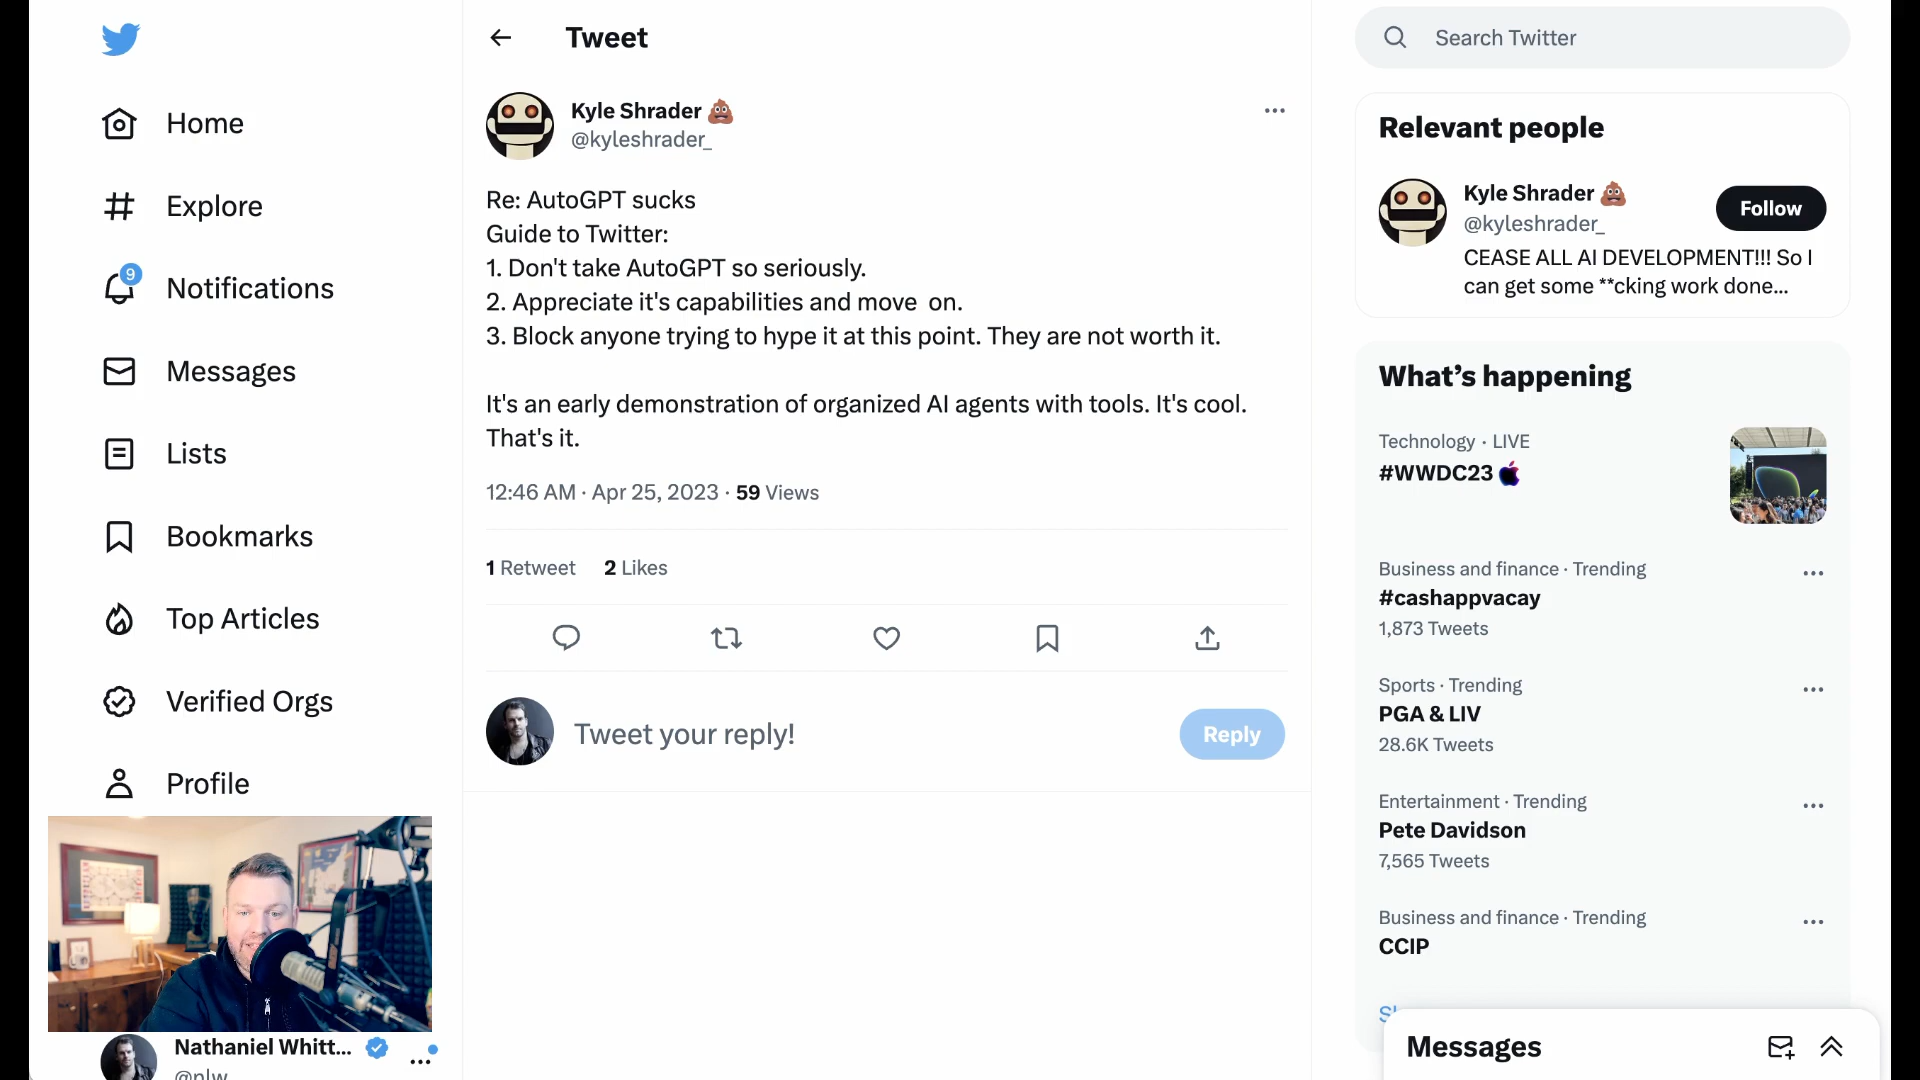 Home
Explore
9
Notifications
Messages
Lists
Bookmarks
Top Articles
Verified Orgs
Profile
Nathaniel Whitt...
@nlw
Tweet
Kyle Shrader 💩
@kyleshrader_
Re: AutoGPT sucks
Guide to Twitter:
1. Don't take AutoGPT so seriously.
2. Appreciate it's capabilities and move  on.
3. Block anyone trying to hype it at this point. They are not worth it.
It's an early demonstration of organized AI agents with tools. It's cool.
That's it.
12:46 AM · Apr 25, 2023 · 59 Views
1 Retweet 2 Likes
Tweet your reply!
Reply
Search Twitter
Relevant people
Kyle Shrader 💩
@kyleshrader_
Follow
CEASE ALL AI DEVELOPMENT!!! So I
can get some **cking work done...
What’s happening
Technology · LIVE
#WWDC23
Business and finance · Trending
#cashappvacay
1,873 Tweets
Sports · Trending
PGA & LIV
28.6K Tweets
Entertainment · Trending
Pete Davidson
7,565 Tweets
Business and finance · Trending
CCIP
Messages